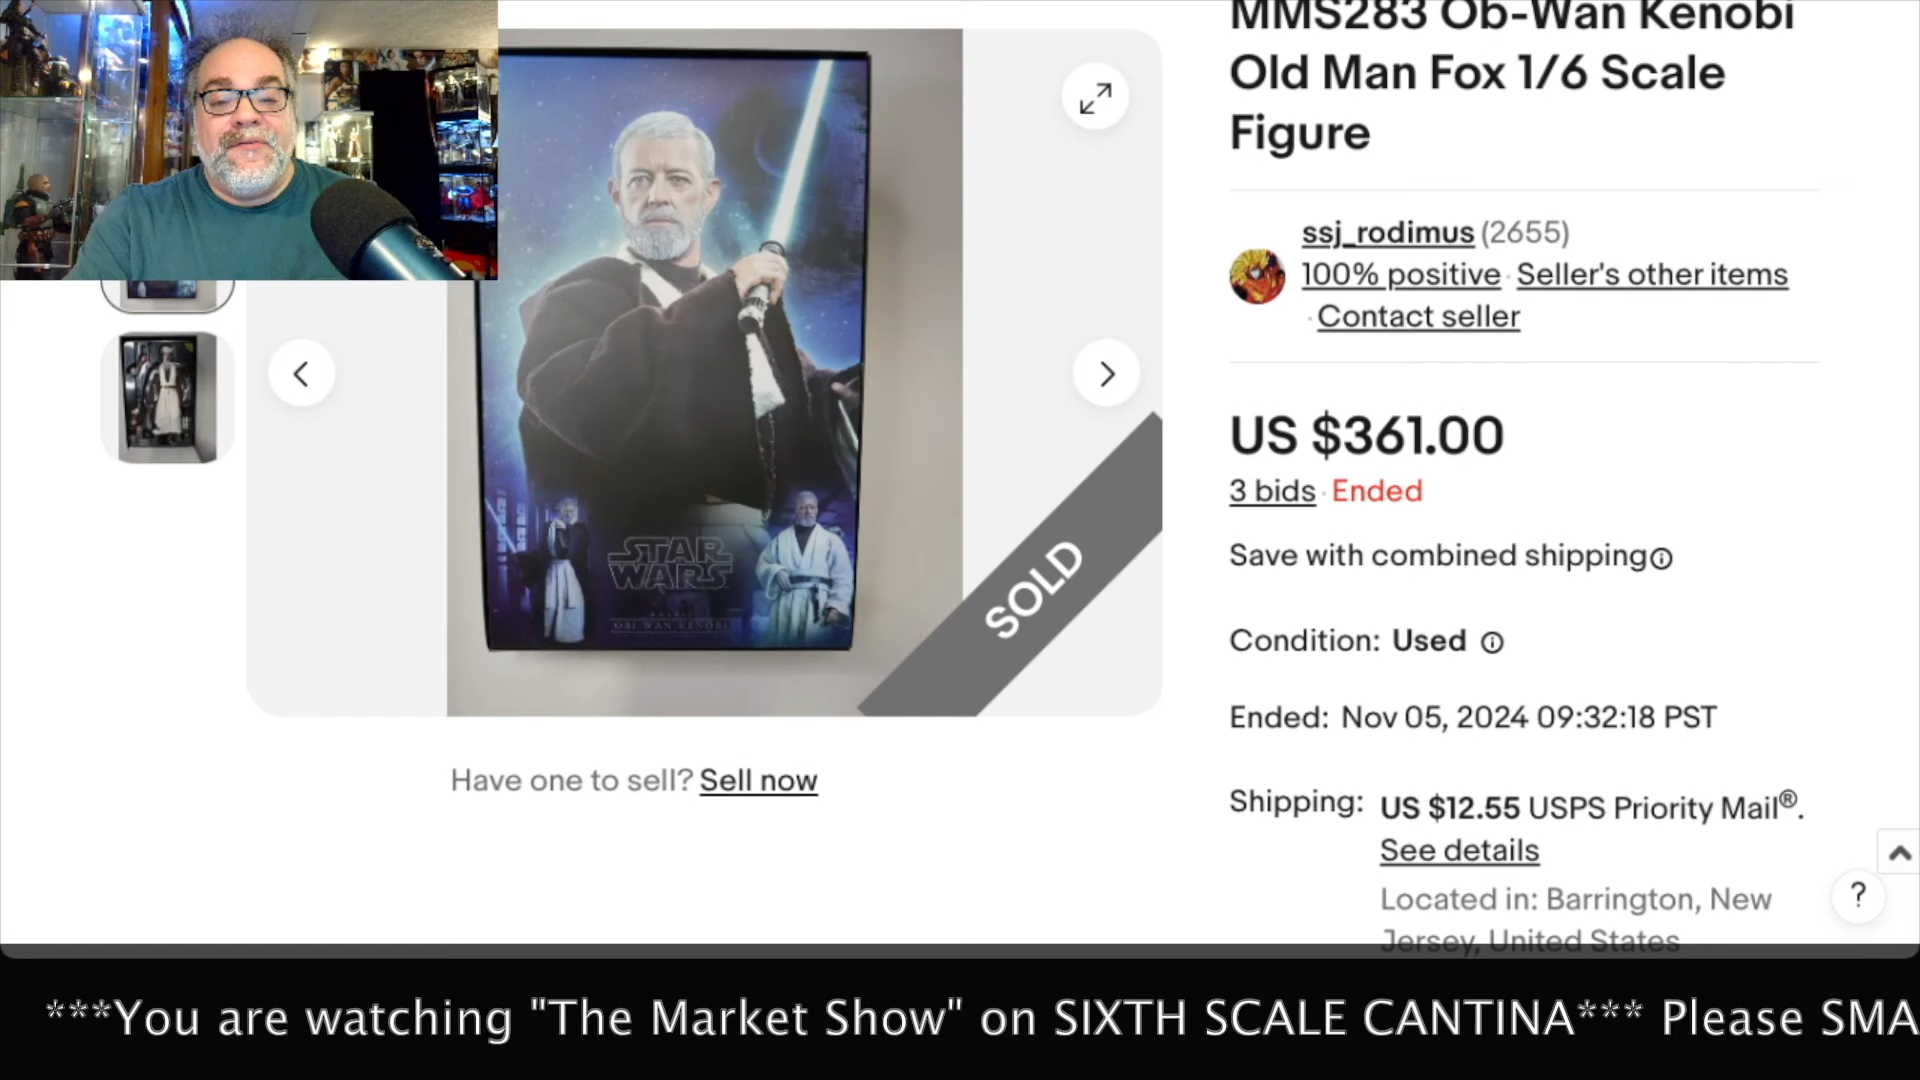 MMS283 Ob-Wan Kenobi
Old Man Fox 1/6 Scale
Figure
ssj_rodimus (2655)
100% positive · Seller's other items
· Contact seller
US $361.00
3 bids · Ended
Save with combined shipping
Condition: Used
Ended: Nov 05, 2024 09:32:18 PST
Shipping: US $12.55 USPS Priority Mail®.
See details
Located in: Barrington, New
Jersey, United States
STAR
WARS
OBI-WAN KENOBI
SOLD
Have one to sell? Sell now
?
***You are watching "The Market Show" on SIXTH SCALE CANTINA*** Please SMA